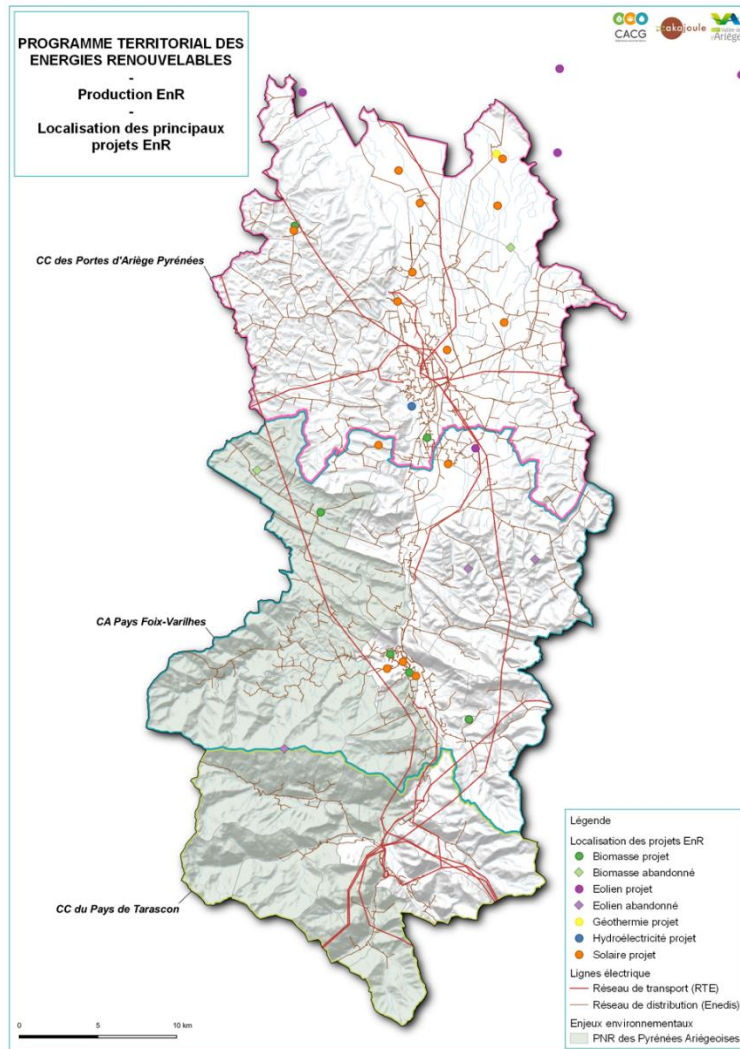 PROGRAMME TERRITORIAL DES
ENERGIES RENOUVELABLES
-
Production EnR
-
Localisation des principaux
projets EnR
CACG
akajoule
Ariège
CC des Portes d'Ariège Pyrénées
CA Pays Foix-Varilhes
CC du Pays de Tarascon
Légende
Localisation des projets EnR
Biomasse projet
Biomasse abandonné
Eolien projet
Eolien abandonné
Géothermie projet
Hydroélectricité projet
Solaire projet
Lignes électrique
Réseau de transport (RTE)
Réseau de distribution (Enedis)
Enjeux environnementaux
PNR des Pyrénées Ariégeoises
0 5 10 km